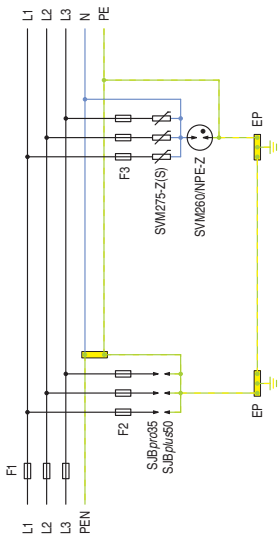 L1
L2
L3
N
PE
F3
SVM275-Z(S)
SVM260/NPE-Z
EP
F1
F2
SJBpro35
SJBplus50
EP
L1
L2
L3
PEN